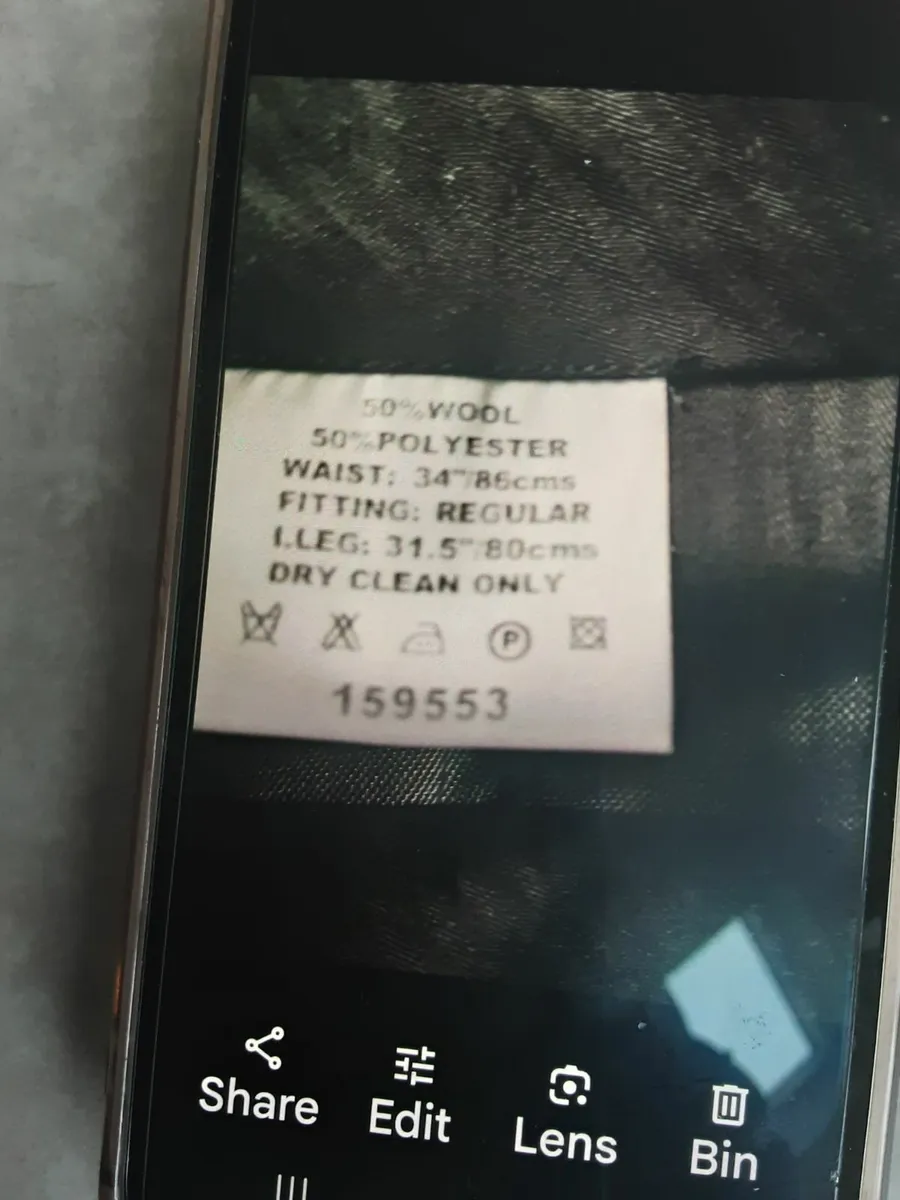 50%WOOL
50%POLYESTER
WAIST: 34"/86cms
FITTING: REGULAR
I.LEG: 31.5"/80cms
DRY CLEAN ONLY
P
159553
Share
Edit
Lens
Bin